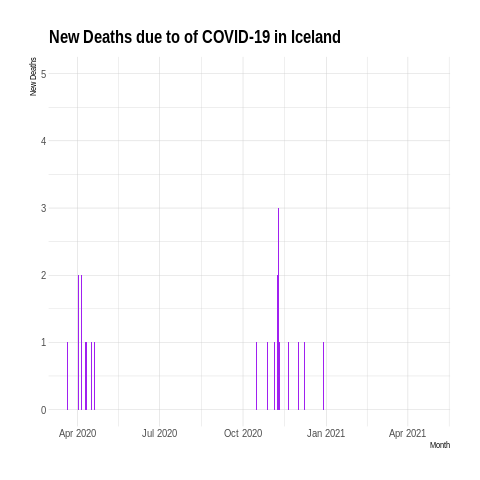 New Deaths due to of COVID-19 in Iceland
New Deaths
5
4
3
2
1
0
Apr 2020 Jul 2020 Oct 2020 Jan 2021 Apr 2021
Month